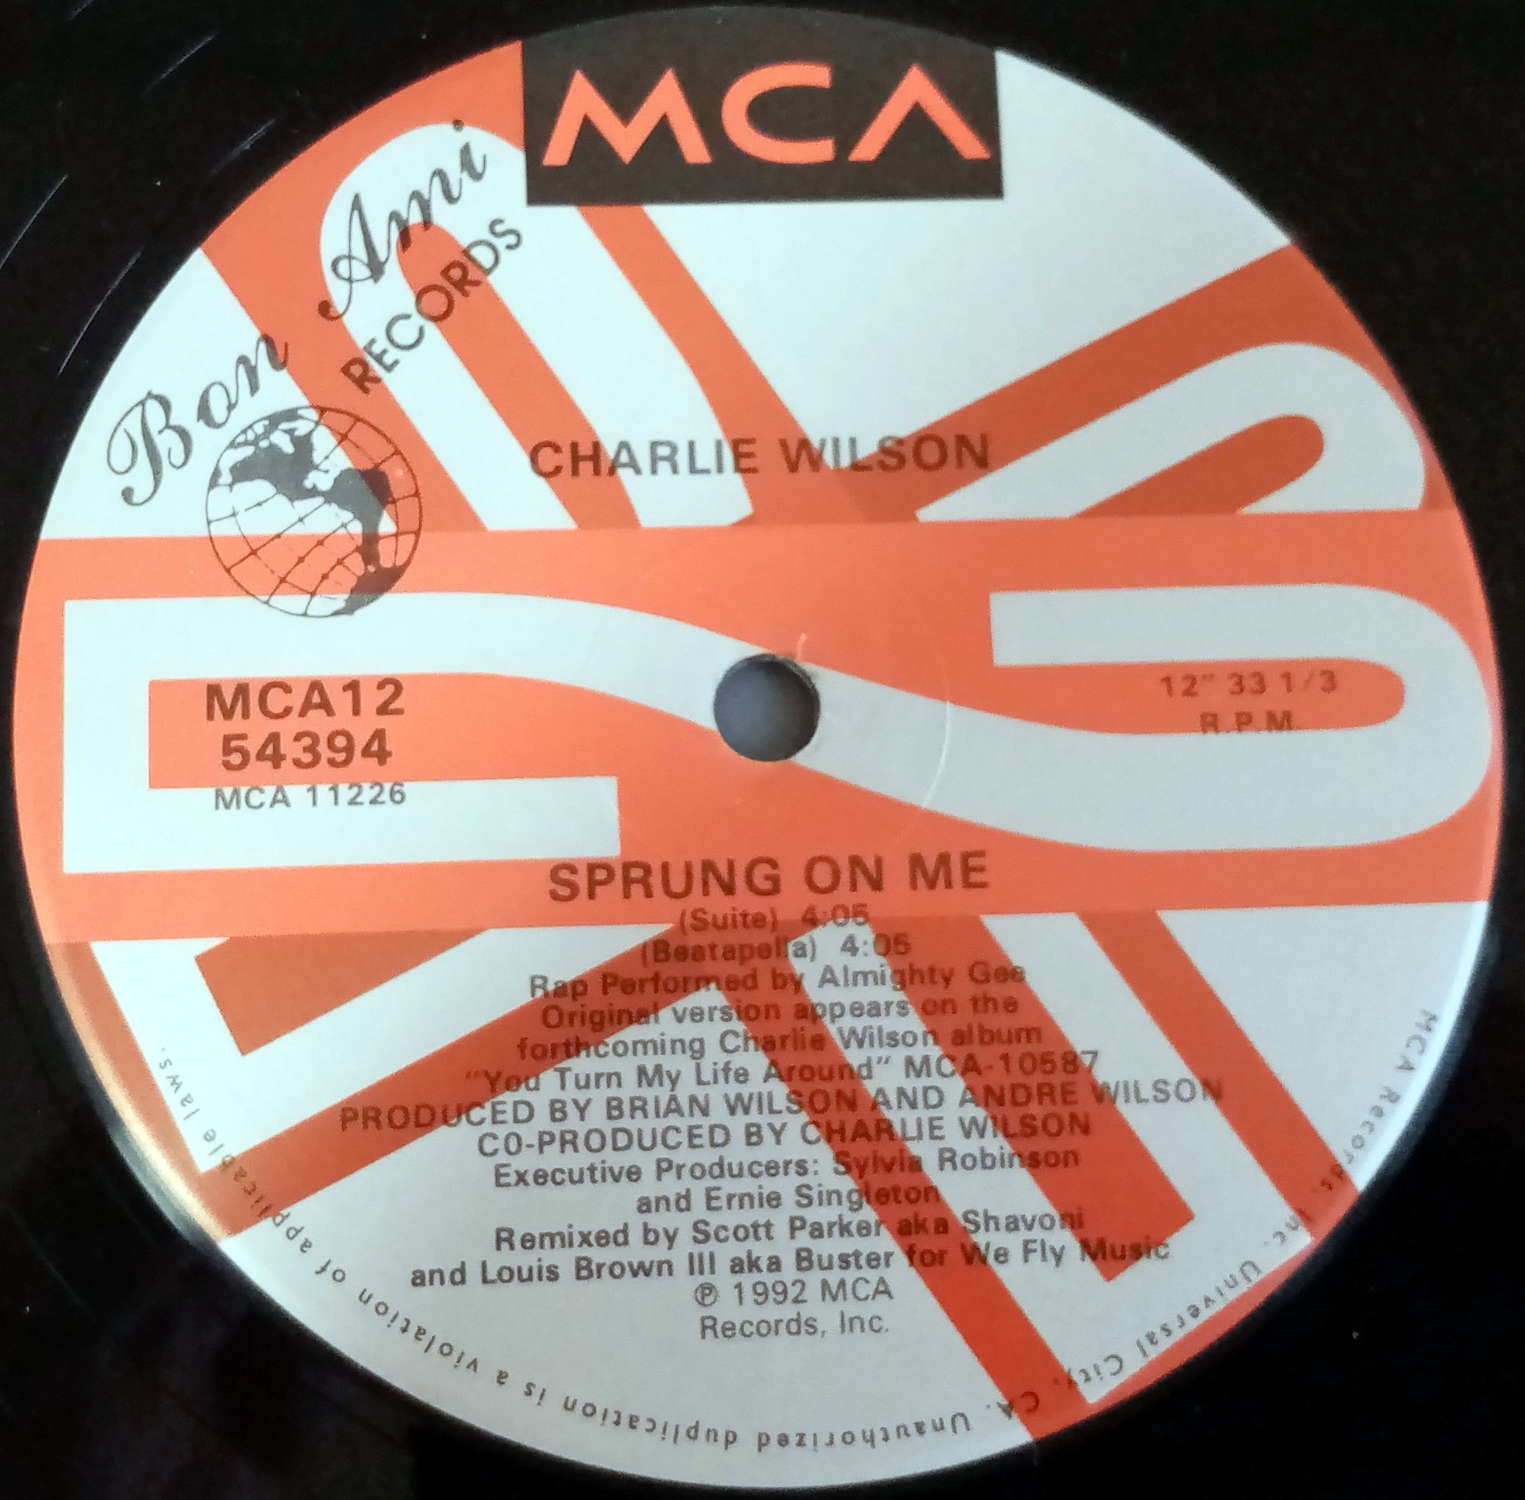 MCA
Bon Ami
RECORDS
CHARLIE WILSON
MCA12
54394
MCA 11226
12" 33 1/3
R.P.M.
SPRUNG ON ME
(Suite) 4:05
(Beatapella) 4:05
Rap Performed by Almighty Gee
Original version appears on the
forthcoming Charlie Wilson album
"You Turn My Life Around" MCA-10587
PRODUCED BY BRIAN WILSON AND ANDRE WILSON
CO-PRODUCED BY CHARLIE WILSON
Executive Producers: Sylvia Robinson
and Ernie Singleton
Remixed by Scott Parker aka Shavoni
and Louis Brown III aka Buster for We Fly Music
℗ 1992 MCA
Records, Inc.
MCA Records, Inc. Universal City, CA. Unauthorized duplication is a violation of applicable laws.